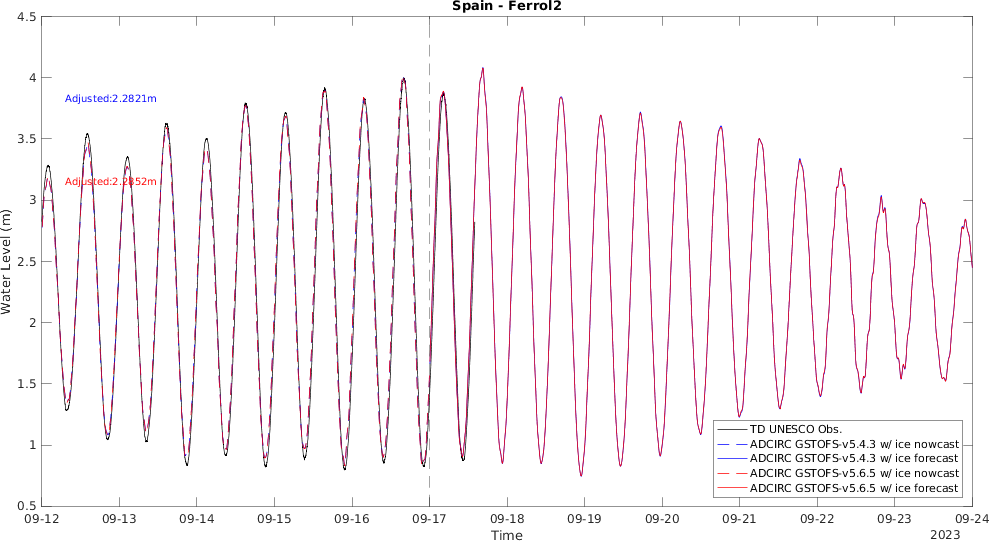 Spain - Ferrol2
4.5
4
3.5
3
2.5
2
1.5
1
0.5
Water Level (m)
Adjusted:2.2821m
Adjusted:2.2852m
TD UNESCO Obs.
ADCIRC GSTOFS-v5.4.3 w/ ice nowcast
ADCIRC GSTOFS-v5.4.3 w/ ice forecast
ADCIRC GSTOFS-v5.6.5 w/ ice nowcast
ADCIRC GSTOFS-v5.6.5 w/ ice forecast
09-12 09-13 09-14 09-15 09-16 09-17 09-18 09-19 09-20 09-21 09-22 09-23 09-24
Time
2023